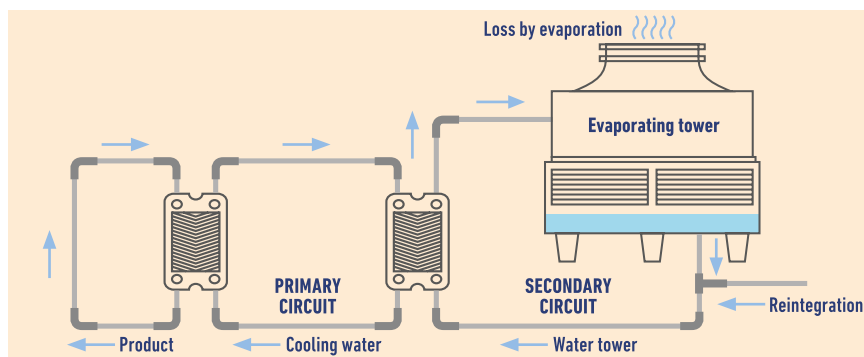 Loss by evaporation
Evaporating tower
PRIMARY
CIRCUIT
SECONDARY
CIRCUIT
Reintegration
Product
Cooling water
Water tower